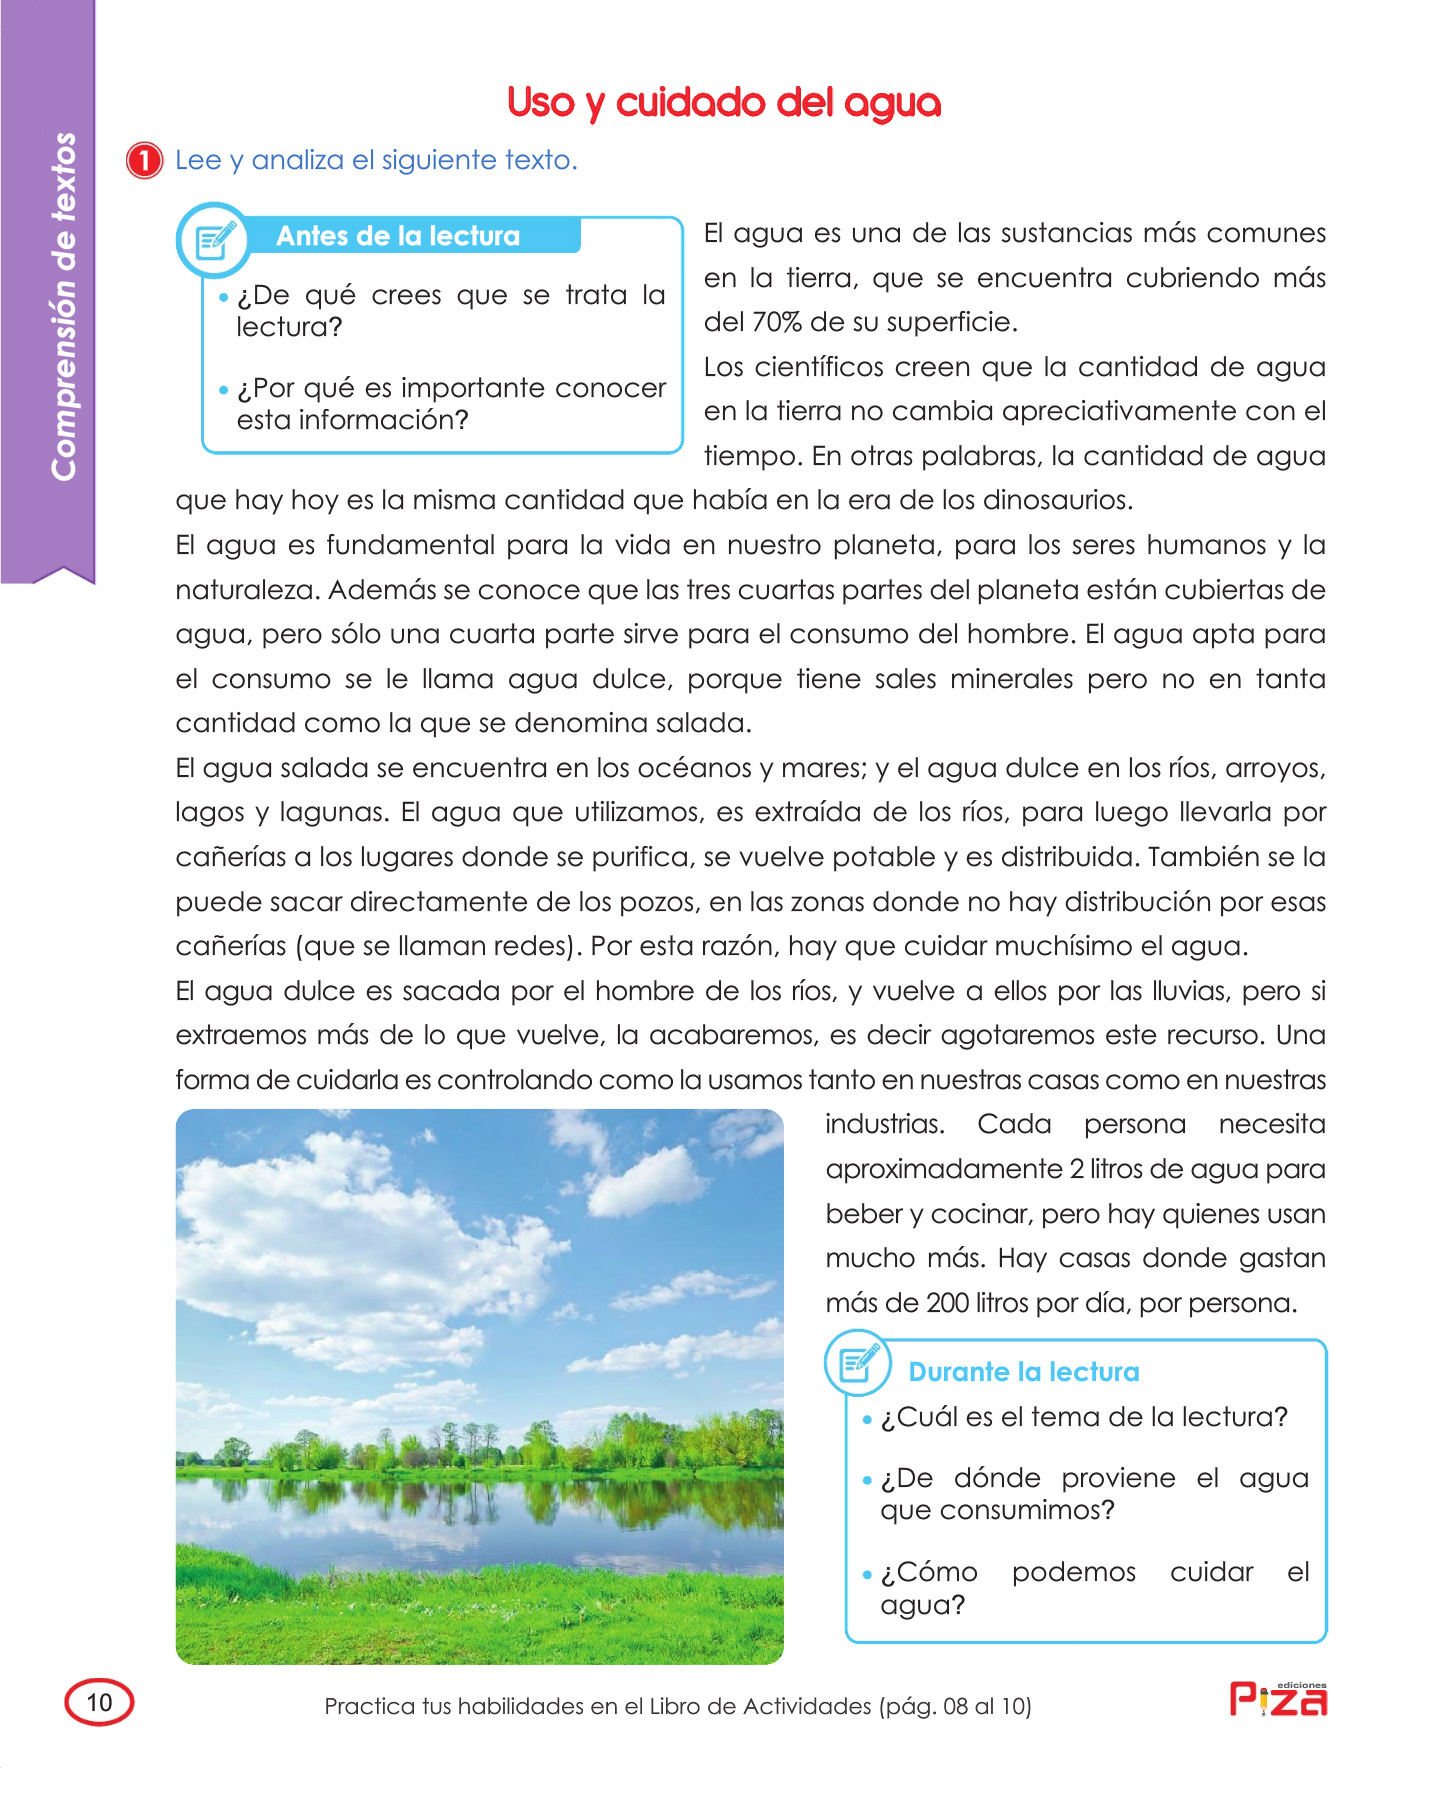 Comprensión de textos
Uso y cuidado del agua
1 Lee y analiza el siguiente texto.
Antes de la lectura
• ¿De qué crees que se trata la
lectura?
• ¿Por qué es importante conocer
esta información?
El agua es una de las sustancias más comunes
en la tierra, que se encuentra cubriendo más
del 70% de su superficie.
Los científicos creen que la cantidad de agua
en la tierra no cambia apreciativamente con el
tiempo. En otras palabras, la cantidad de agua
que hay hoy es la misma cantidad que había en la era de los dinosaurios.
El agua es fundamental para la vida en nuestro planeta, para los seres humanos y la
naturaleza. Además se conoce que las tres cuartas partes del planeta están cubiertas de
agua, pero sólo una cuarta parte sirve para el consumo del hombre. El agua apta para
el consumo se le llama agua dulce, porque tiene sales minerales pero no en tanta
cantidad como la que se denomina salada.
El agua salada se encuentra en los océanos y mares; y el agua dulce en los ríos, arroyos,
lagos y lagunas. El agua que utilizamos, es extraída de los ríos, para luego llevarla por
cañerías a los lugares donde se purifica, se vuelve potable y es distribuida. También se la
puede sacar directamente de los pozos, en las zonas donde no hay distribución por esas
cañerías (que se llaman redes). Por esta razón, hay que cuidar muchísimo el agua.
El agua dulce es sacada por el hombre de los ríos, y vuelve a ellos por las lluvias, pero si
extraemos más de lo que vuelve, la acabaremos, es decir agotaremos este recurso. Una
forma de cuidarla es controlando como la usamos tanto en nuestras casas como en nuestras
industrias. Cada persona necesita
aproximadamente 2 litros de agua para
beber y cocinar, pero hay quienes usan
mucho más. Hay casas donde gastan
más de 200 litros por día, por persona.
Durante la lectura
• ¿Cuál es el tema de la lectura?
• ¿De dónde proviene el agua
que consumimos?
• ¿Cómo podemos cuidar el
agua?
10
Practica tus habilidades en el Libro de Actividades (pág. 08 al 10)
ediciones
Piza